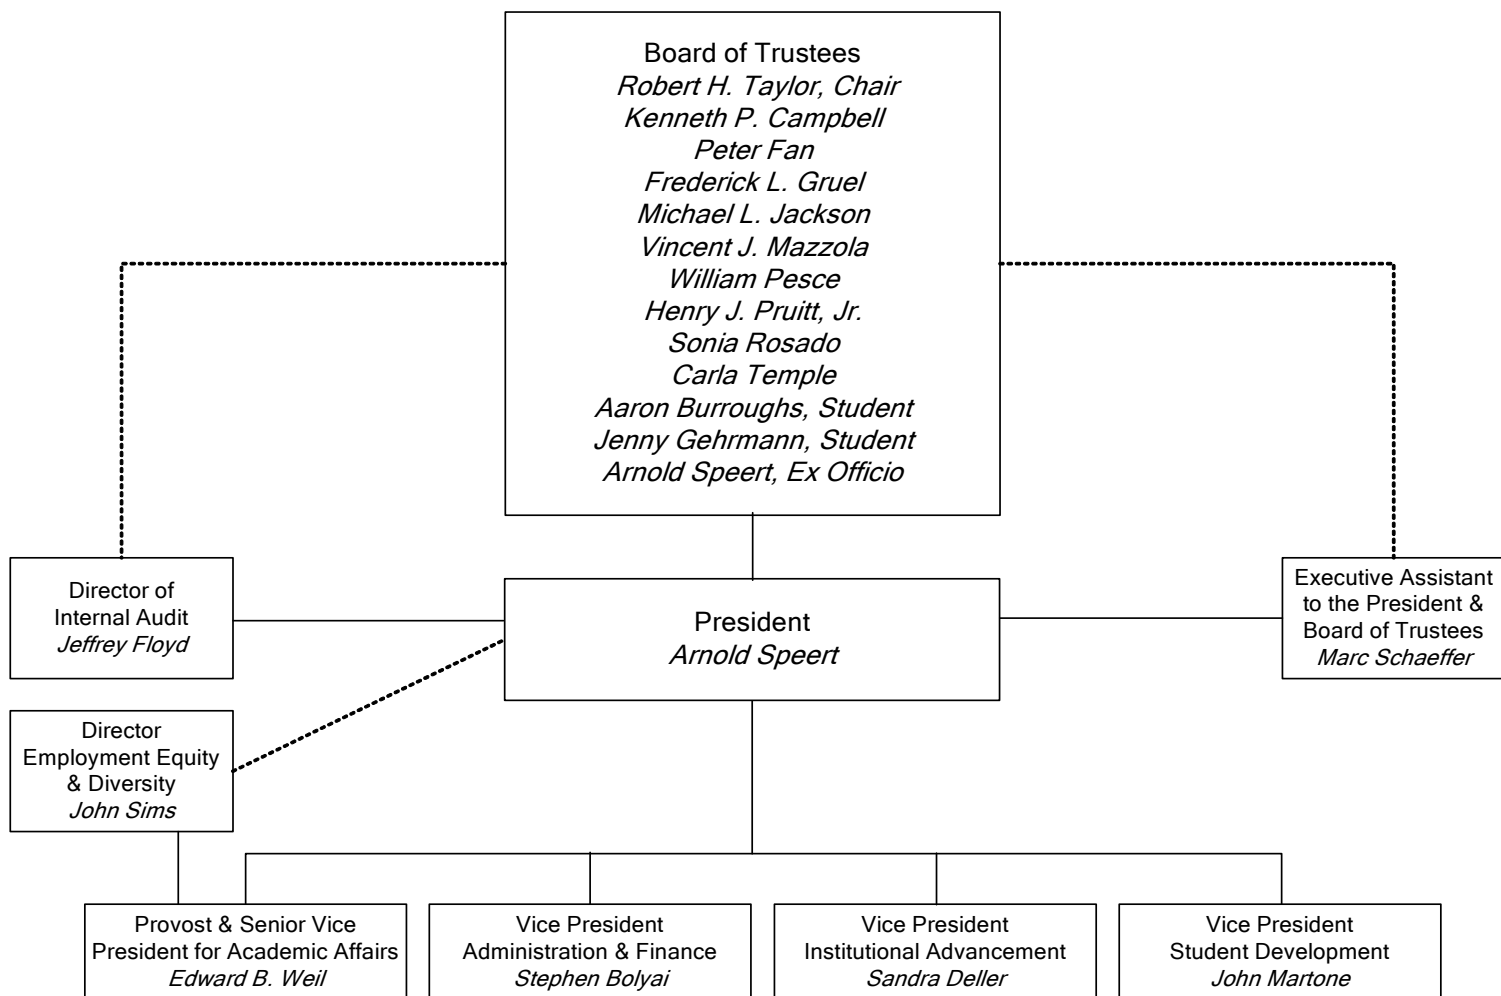 Board of Trustees
Robert H. Taylor, Chair
Kenneth P. Campbell
Peter Fan
Frederick L. Gruel
Michael L. Jackson
Vincent J. Mazzola
William Pesce
Henry J. Pruitt, Jr.
Sonia Rosado
Carla Temple
Aaron Burroughs, Student
Jenny Gehrmann, Student
Arnold Speert, Ex Officio
Director of
Internal Audit
Jeffrey Floyd
President
Arnold Speert
Executive Assistant
to the President &
Board of Trustees
Marc Schaeffer
Director
Employment Equity
& Diversity
John Sims
Provost & Senior Vice
President for Academic Affairs
Edward B. Weil
Vice President
Administration & Finance
Stephen Bolyai
Vice President
Institutional Advancement
Sandra Deller
Vice President
Student Development
John Martone